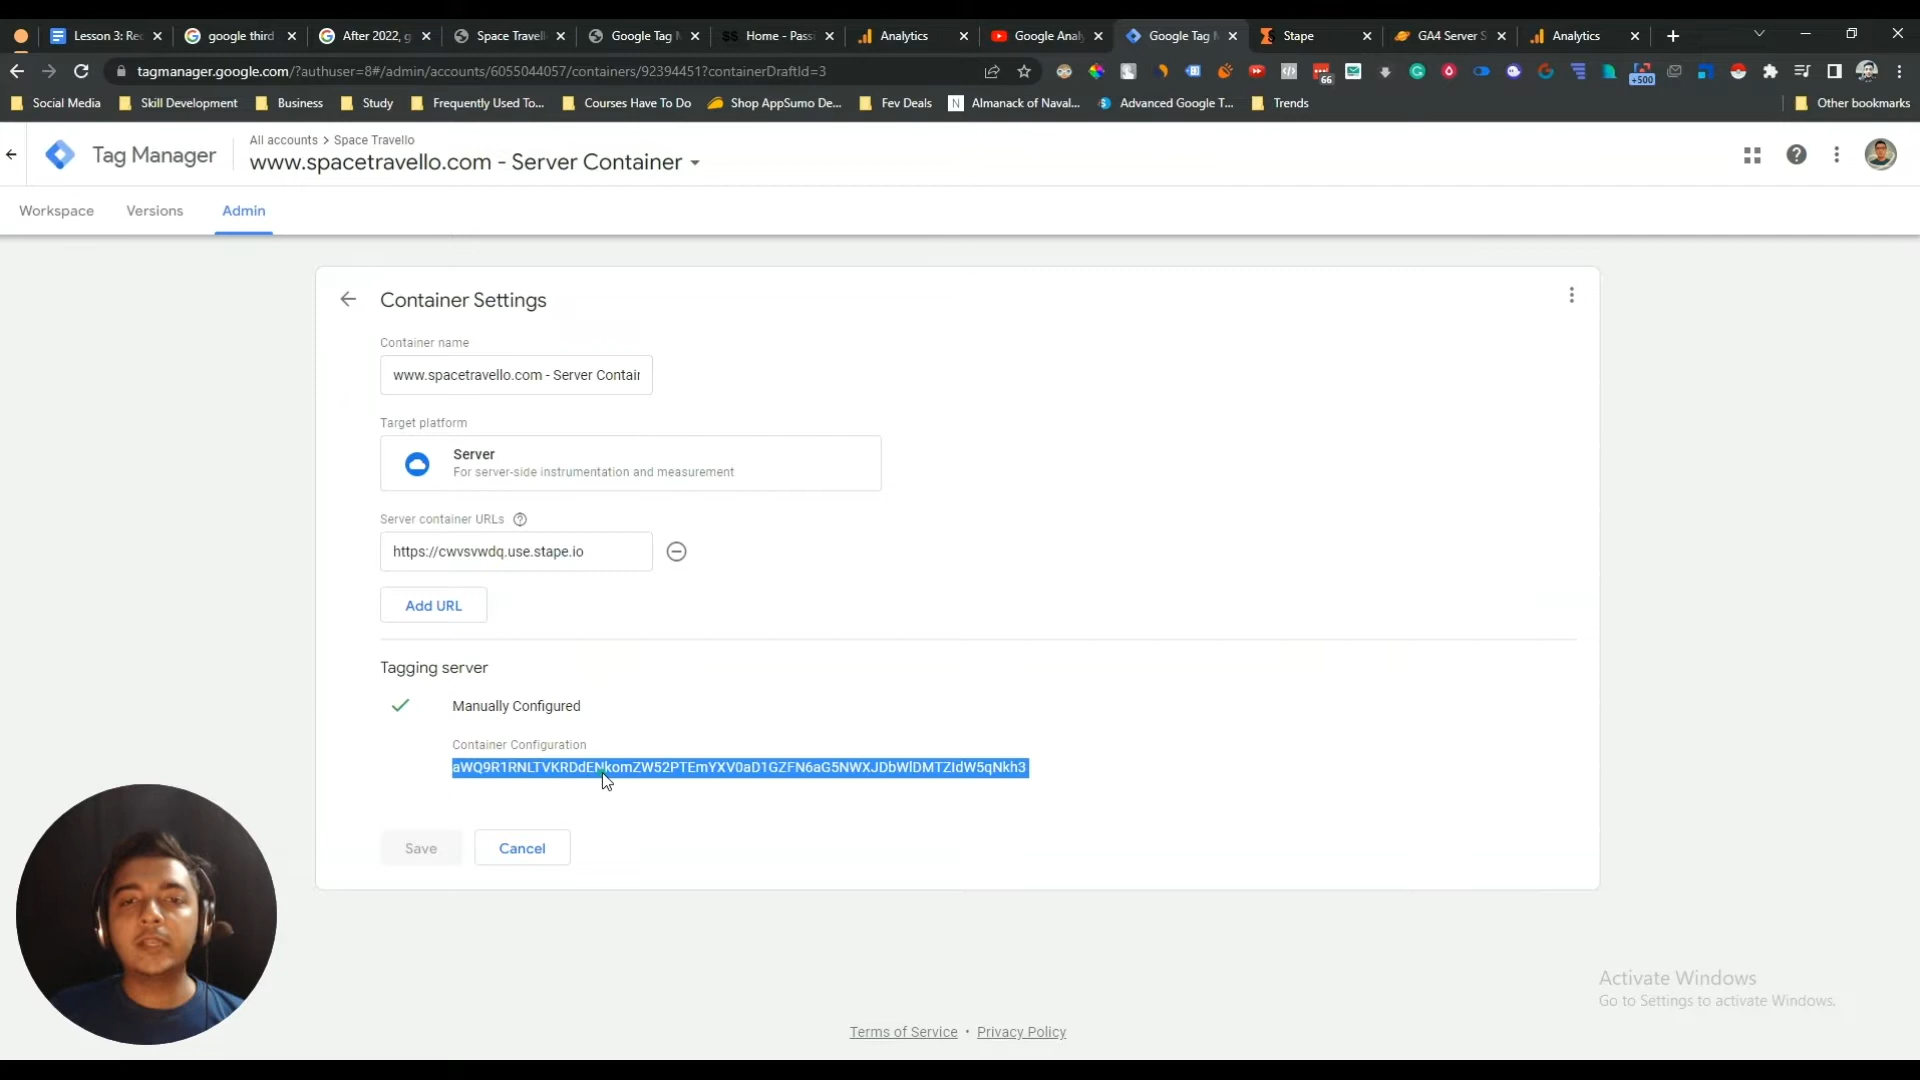 Lesson 3: Re
google third
After 2022, g
Space Travell
Google Tag M
SS Home - Passi
Analytics
Google Anal
Google Tag M
Stape
GA4 Server S
Analytics
tagmanager.google.com/?authuser=8#/admin/accounts/6055044057/containers/92394451?containerDraftId=3
66
+500
Social Media
Skill Development
Business
Study
Frequently Used To...
Courses Have To Do
Shop AppSumo De...
Fev Deals
N Almanack of Naval...
Advanced Google T...
Trends
Other bookmarks
Tag Manager
All accounts > Space Travello
www.spacetravello.com - Server Container
Workspace
Versions
Admin
Container Settings
Container name
www.spacetravello.com - Server Contair
Target platform
Server
For server-side instrumentation and measurement
Server container URLs
https://cwvsvwdq.use.stape.io
Add URL
Tagging server
Manually Configured
Container Configuration
aWQ9R1RNLTVKRDdENkomZW52PTEmYXV0aD1GZFN6aG5NWXJDbWlDMTZIdW5qNkh3
Save
Cancel
Activate Windows
Go to Settings to activate Windows.
Terms of Service • Privacy Policy